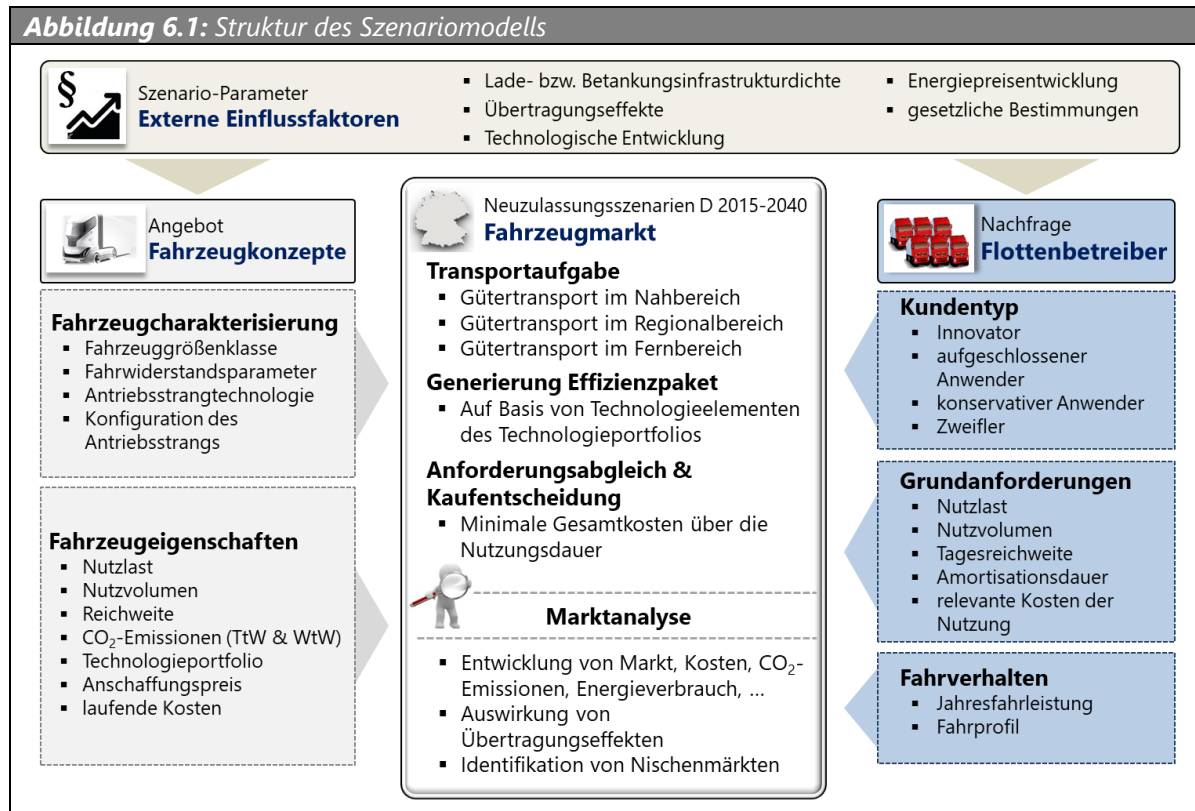 Abbildung 6.1: Struktur des Szenariomodells
§
Szenario-Parameter
Externe Einflussfaktoren
▪ Lade- bzw. Betankungsinfrastrukturdichte
▪ Übertragungseffekte
▪ Technologische Entwicklung
▪ Energiepreisentwicklung
▪ gesetzliche Bestimmungen
Angebot
Fahrzeugkonzepte
Fahrzeugcharakterisierung
▪ Fahrzeuggrößenklasse
▪ Fahrwiderstandsparameter
▪ Antriebsstrangtechnologie
▪ Konfiguration des
Antriebsstrangs
Fahrzeugeigenschaften
▪ Nutzlast
▪ Nutzvolumen
▪ Reichweite
▪ CO₂-Emissionen (TtW & WtW)
▪ Technologieportfolio
▪ Anschaffungspreis
▪ laufende Kosten
Neuzulassungsszenarien D 2015-2040
Fahrzeugmarkt
Transportaufgabe
▪ Gütertransport im Nahbereich
▪ Gütertransport im Regionalbereich
▪ Gütertransport im Fernbereich
Generierung Effizienzpaket
▪ Auf Basis von Technologieelementen
des Technologieportfolios
Anforderungsabgleich &
Kaufentscheidung
▪ Minimale Gesamtkosten über die
Nutzungsdauer
Marktanalyse
▪ Entwicklung von Markt, Kosten, CO₂-
Emissionen, Energieverbrauch, ...
▪ Auswirkung von
Übertragungseffekten
▪ Identifikation von Nischenmärkten
Nachfrage
Flottenbetreiber
Kundentyp
▪ Innovator
▪ aufgeschlossener
Anwender
▪ konservativer Anwender
▪ Zweifler
Grundanforderungen
▪ Nutzlast
▪ Nutzvolumen
▪ Tagesreichweite
▪ Amortisationsdauer
▪ relevante Kosten der
Nutzung
Fahrverhalten
▪ Jahresfahrleistung
▪ Fahrprofil